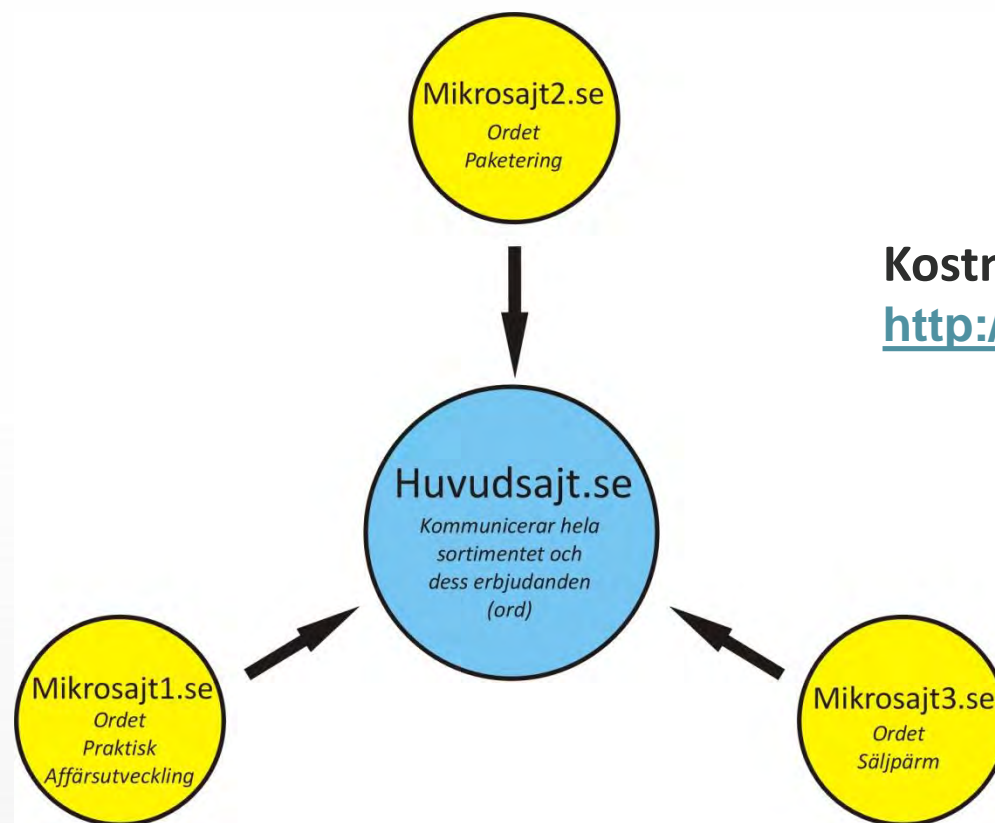 Mikrosajt2.se
Ordet
Paketering
http:/
Huvudsajt.se
Kommunicerar hela
sortimentet och
dess erbjudanden
(ord)
Mikrosajt1.se
Ordet
Praktisk
Affärsutveckling
Mikrosajt3.se
Ordet
Säljpärm